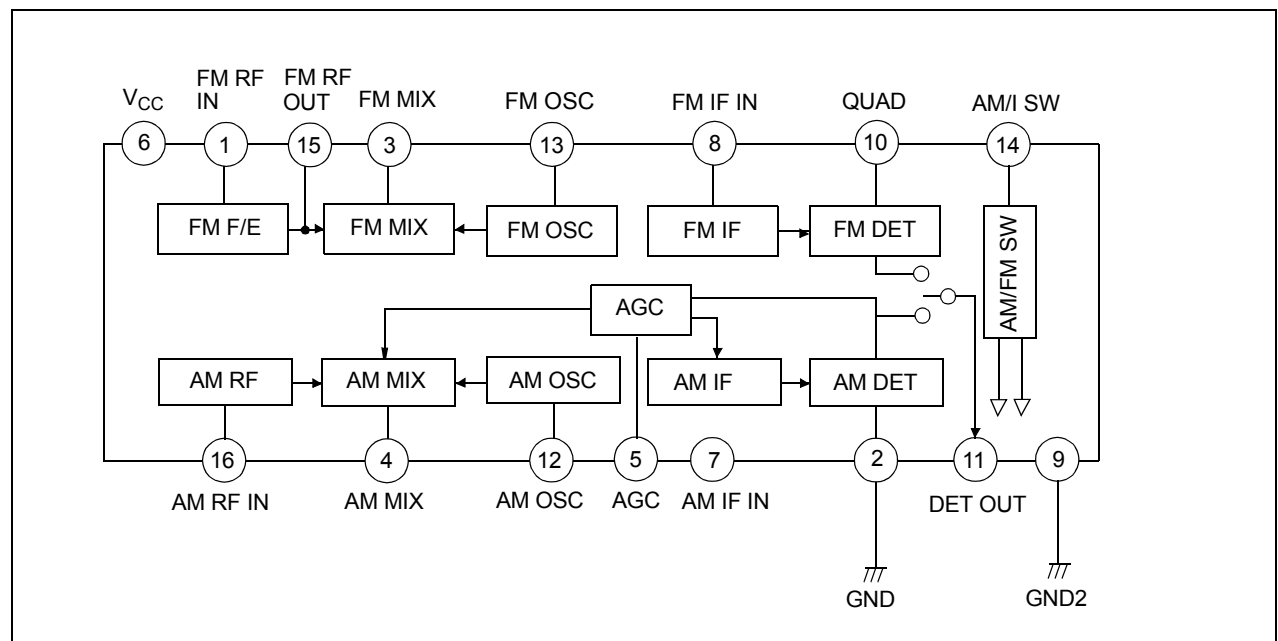 V_CC
FM RF
IN
FM RF
OUT
FM MIX
FM OSC
FM IF IN
QUAD
AM/I SW
6
1
15
3
13
8
10
14
FM F/E
FM MIX
FM OSC
FM IF
FM DET
AM/FM SW
AGC
AM RF
AM MIX
AM OSC
AM IF
AM DET
16
4
12
5
7
2
11
9
AM RF IN
AM MIX
AM OSC
AGC
AM IF IN
DET OUT
GND
GND2